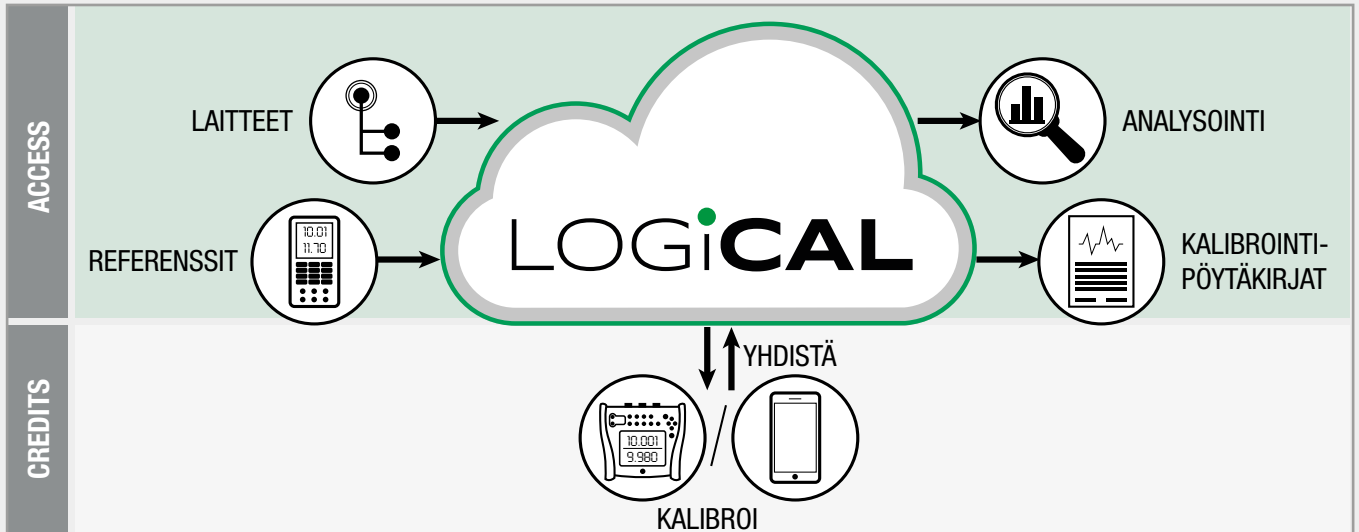 ACCESS
LAITTEET
REFERENSSIT
10.01
11.70
LOGiCAL
ANALYSOINTI
KALIBROINTI-
PÖYTÄKIRJAT
CREDITS
YHDISTÄ
10.001
9.980
KALIBROI